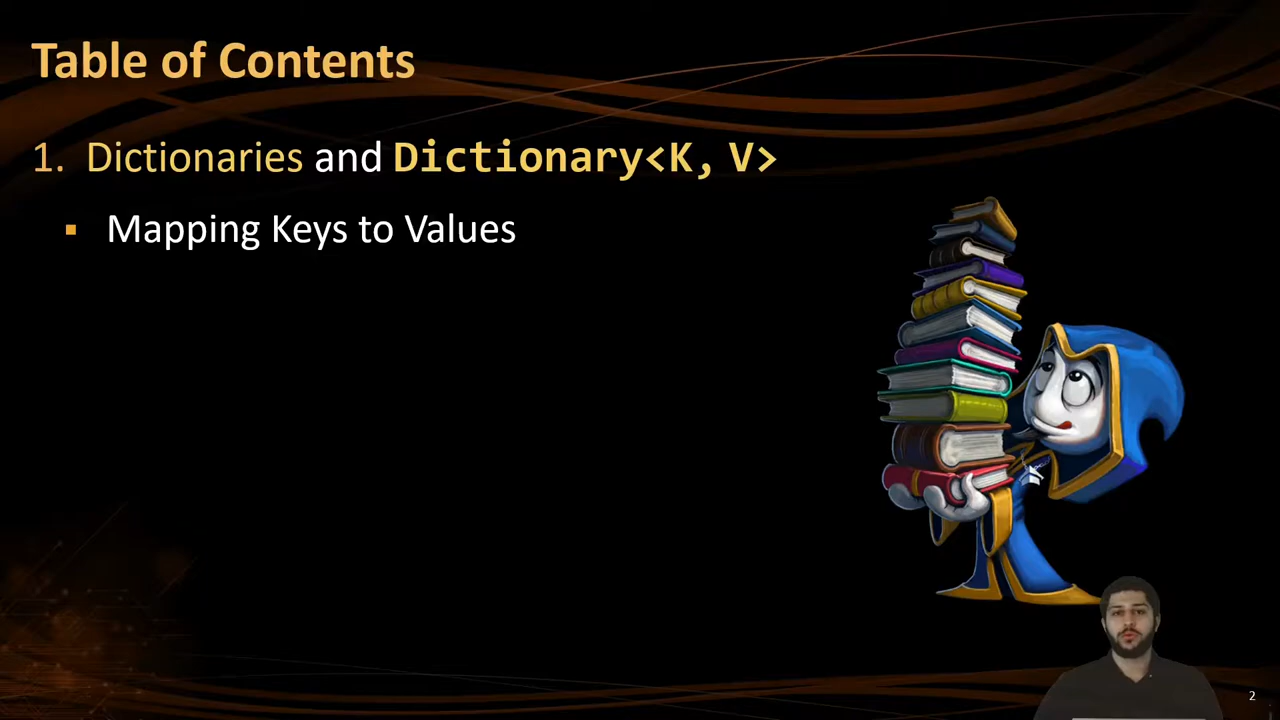 Table of Contents
1. Dictionaries and Dictionary<K, V>
▪ Mapping Keys to Values
2